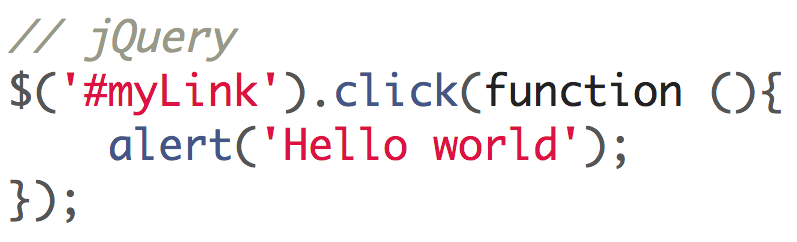 // jQuery
$('#myLink').click(function (){
    alert('Hello world');
});